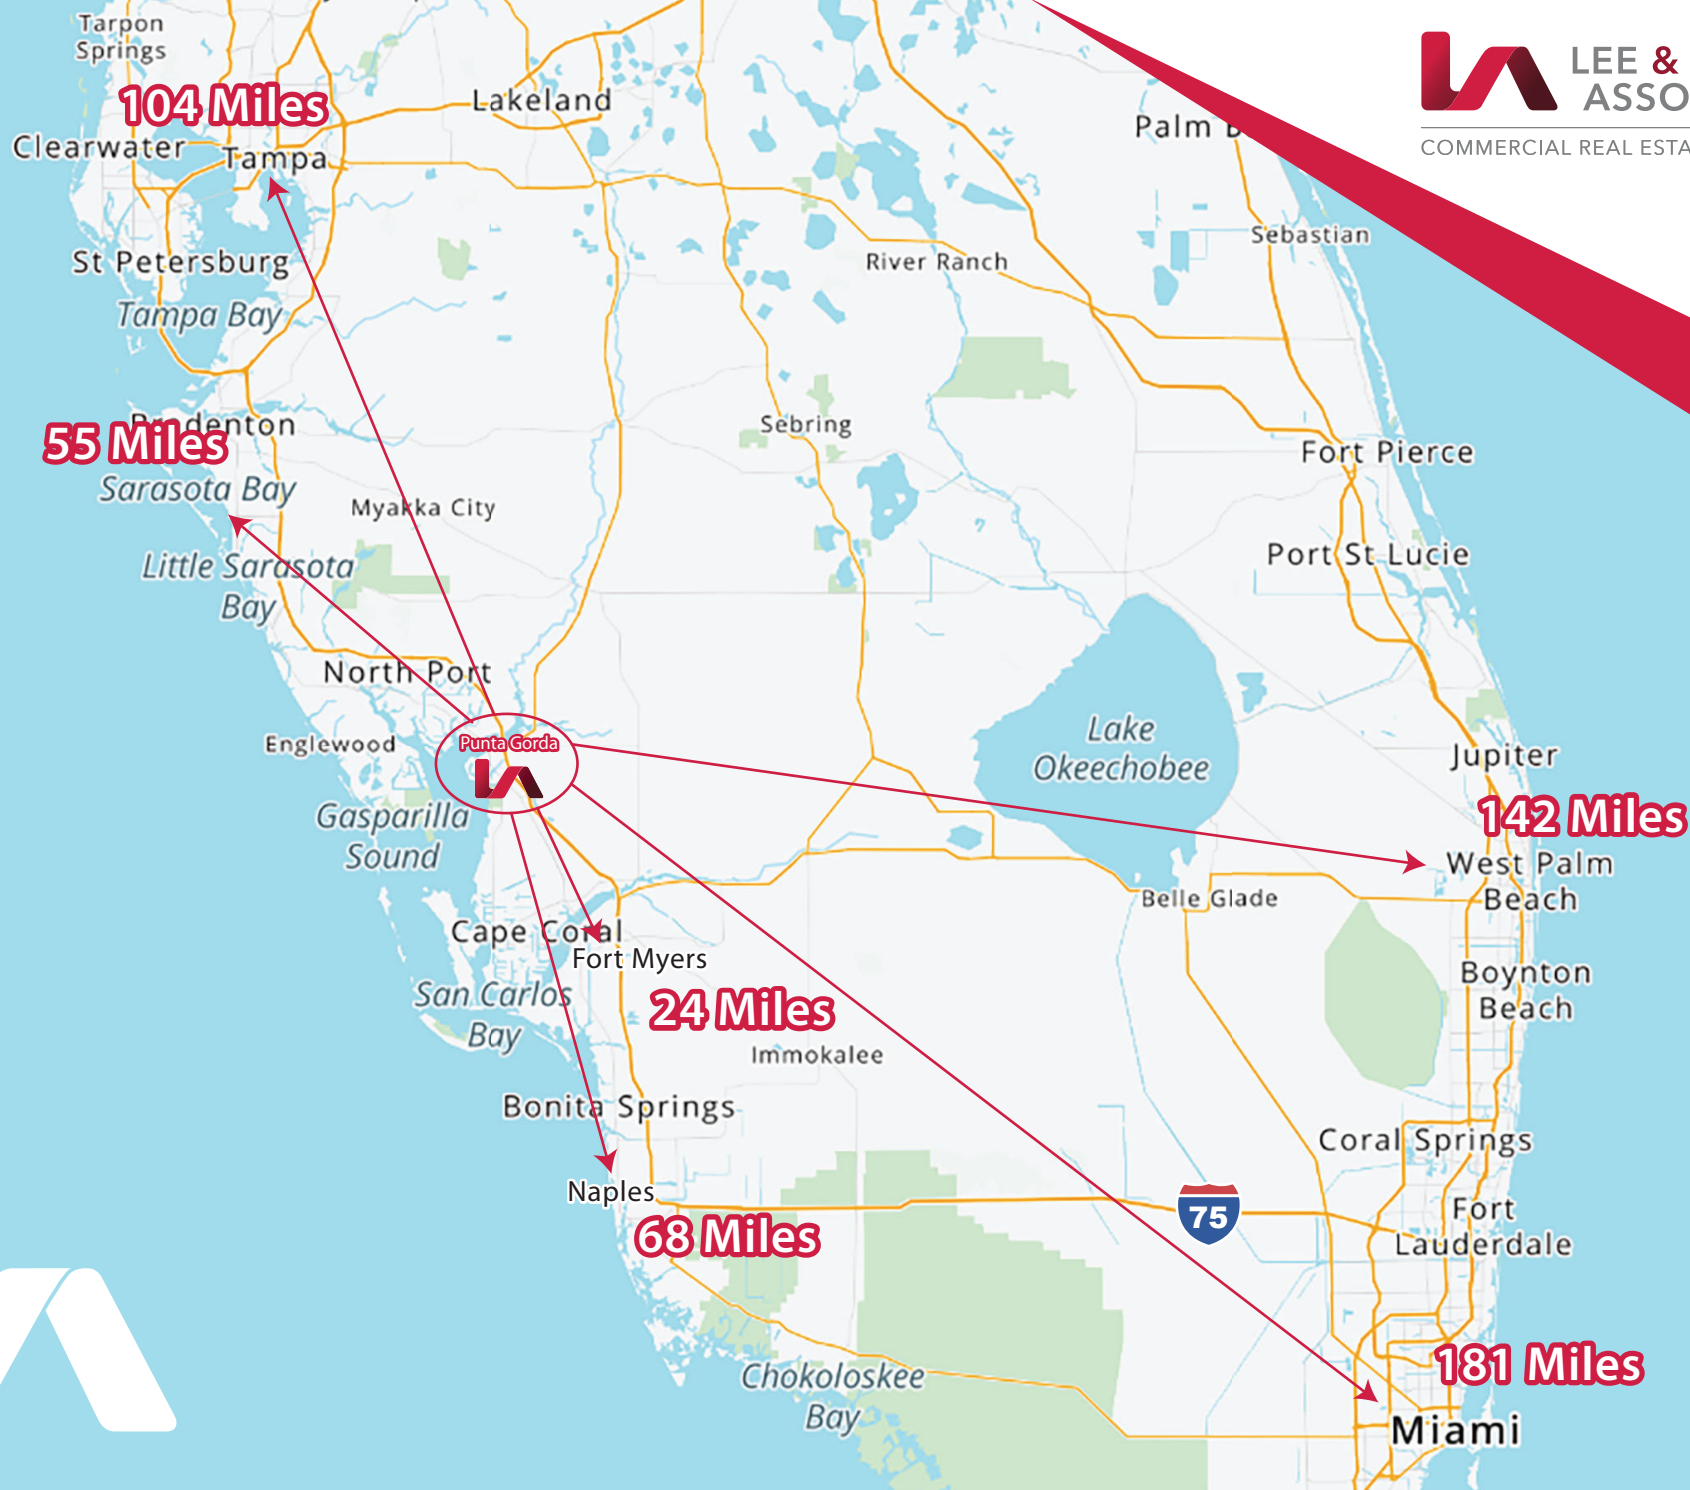 Tarpon
Springs
104 Miles
Lakeland
Clearwater
Tampa
Palm B
LEE &
ASSO
COMMERCIAL REAL ESTA
St Petersburg
Sebastian
River Ranch
Tampa Bay
Bradenton
55 Miles
Sebring
Fort Pierce
Sarasota Bay
Myakka City
Port St Lucie
Little Sarasota
Bay
North Port
Englewood
Punta Gorda
Lake
Okeechobee
Jupiter
Gasparilla
Sound
142 Miles
West Palm
Beach
Belle Glade
Cape Coral
Fort Myers
Boynton
Beach
San Carlos
Bay
24 Miles
Immokalee
Bonita Springs
Coral Springs
Naples
75
Fort
Lauderdale
68 Miles
181 Miles
Chokoloskee
Bay
Miami